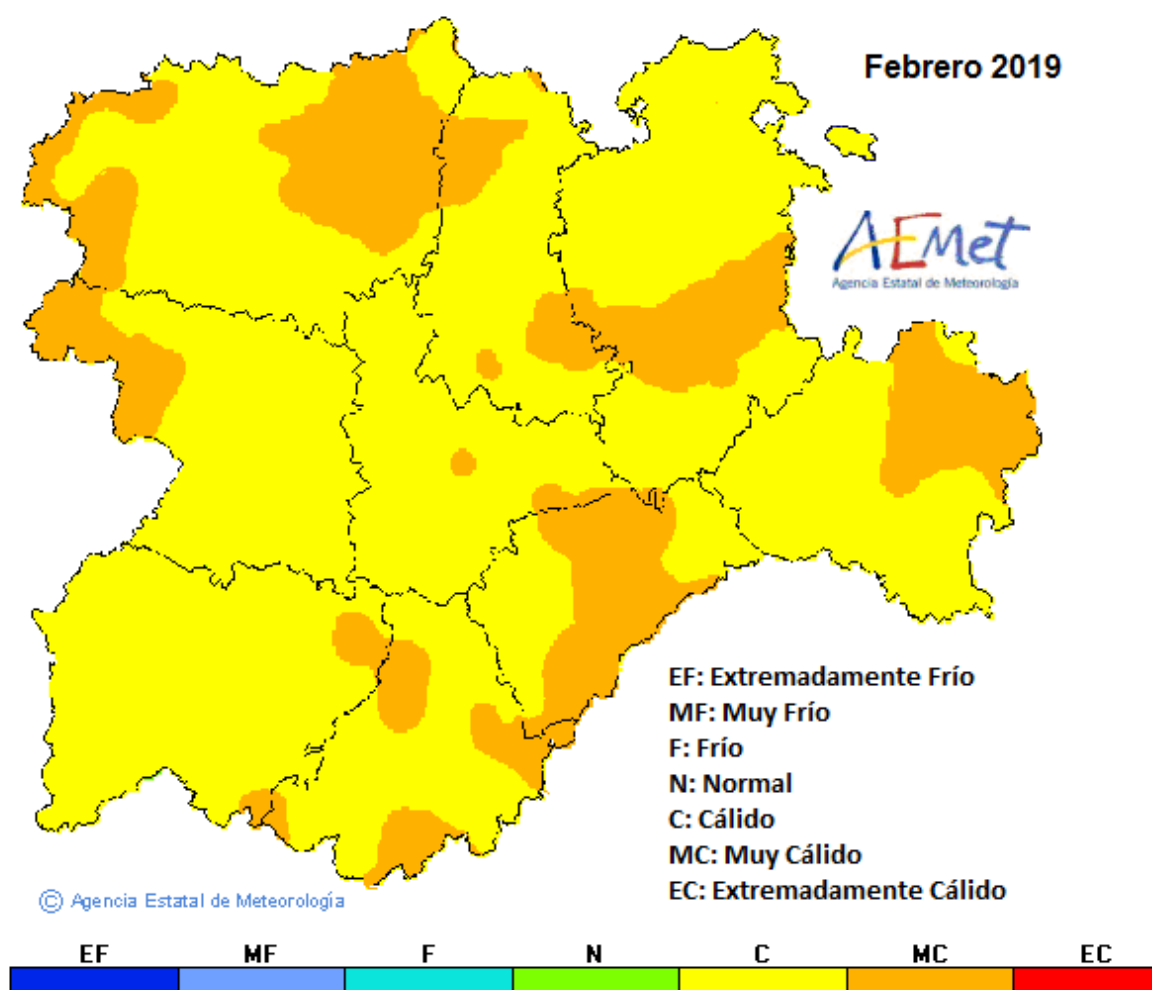 Febrero 2019
AEMet
Agencia Estatal de Meteorología
EF: Extremadamente Frío
MF: Muy Frío
F: Frío
N: Normal
C: Cálido
MC: Muy Cálido
EC: Extremadamente Cálido
© Agencia Estatal de Meteorología
EF MF F N C MC EC